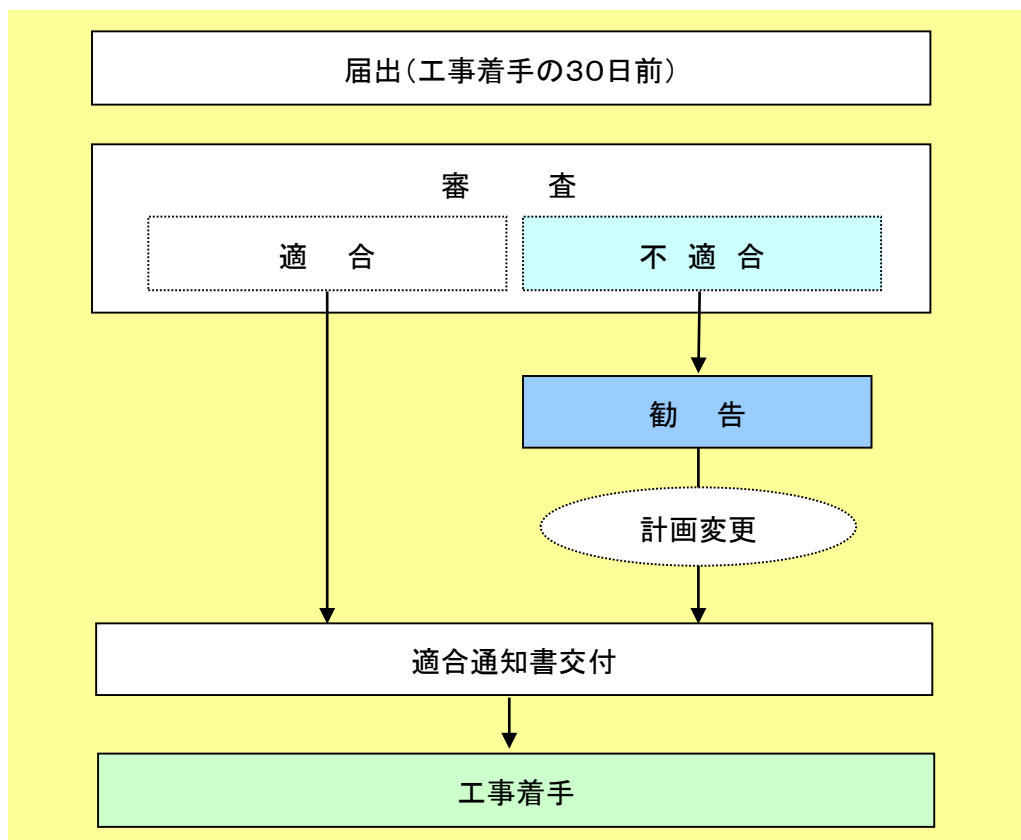 届出（工事着手の３０日前）
審　　査
適　合
不　適　合
勧　告
計画変更
適合通知書交付
工事着手